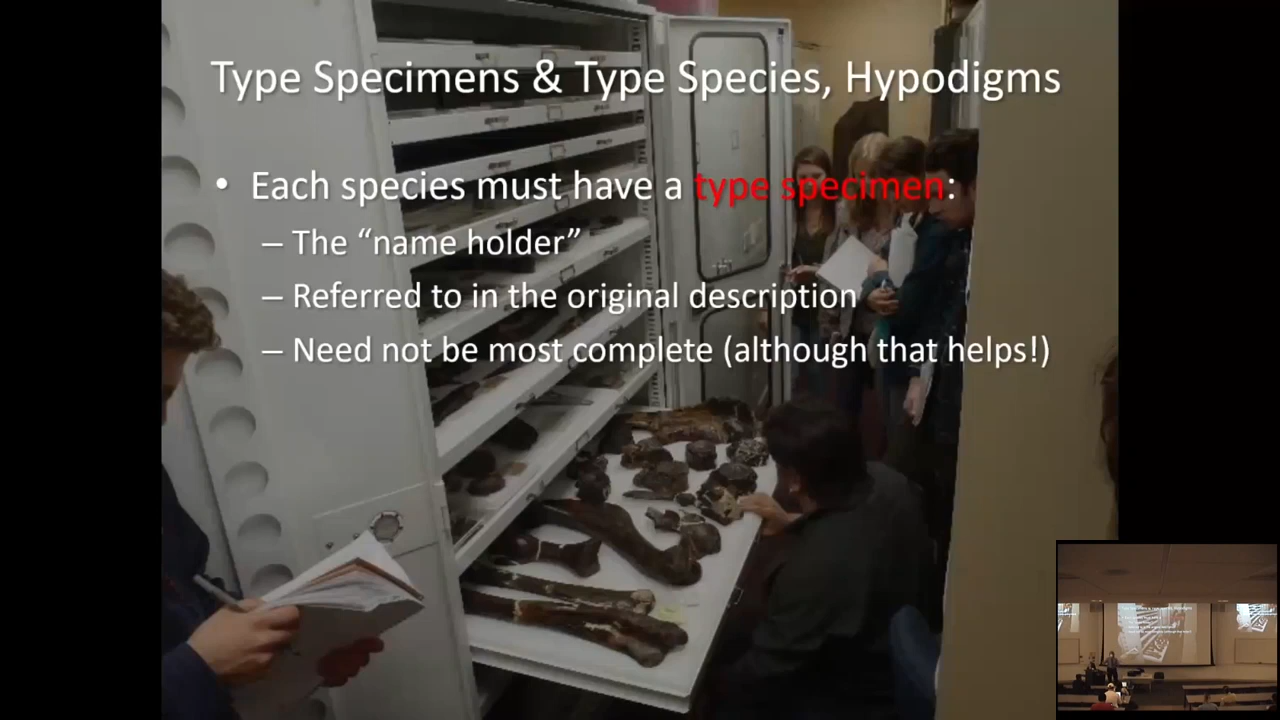 Type Specimens & Type Species, Hypodigms
• Each species must have a type specimen:
– The “name holder”
– Referred to in the original description
– Need not be most complete (although that helps!)